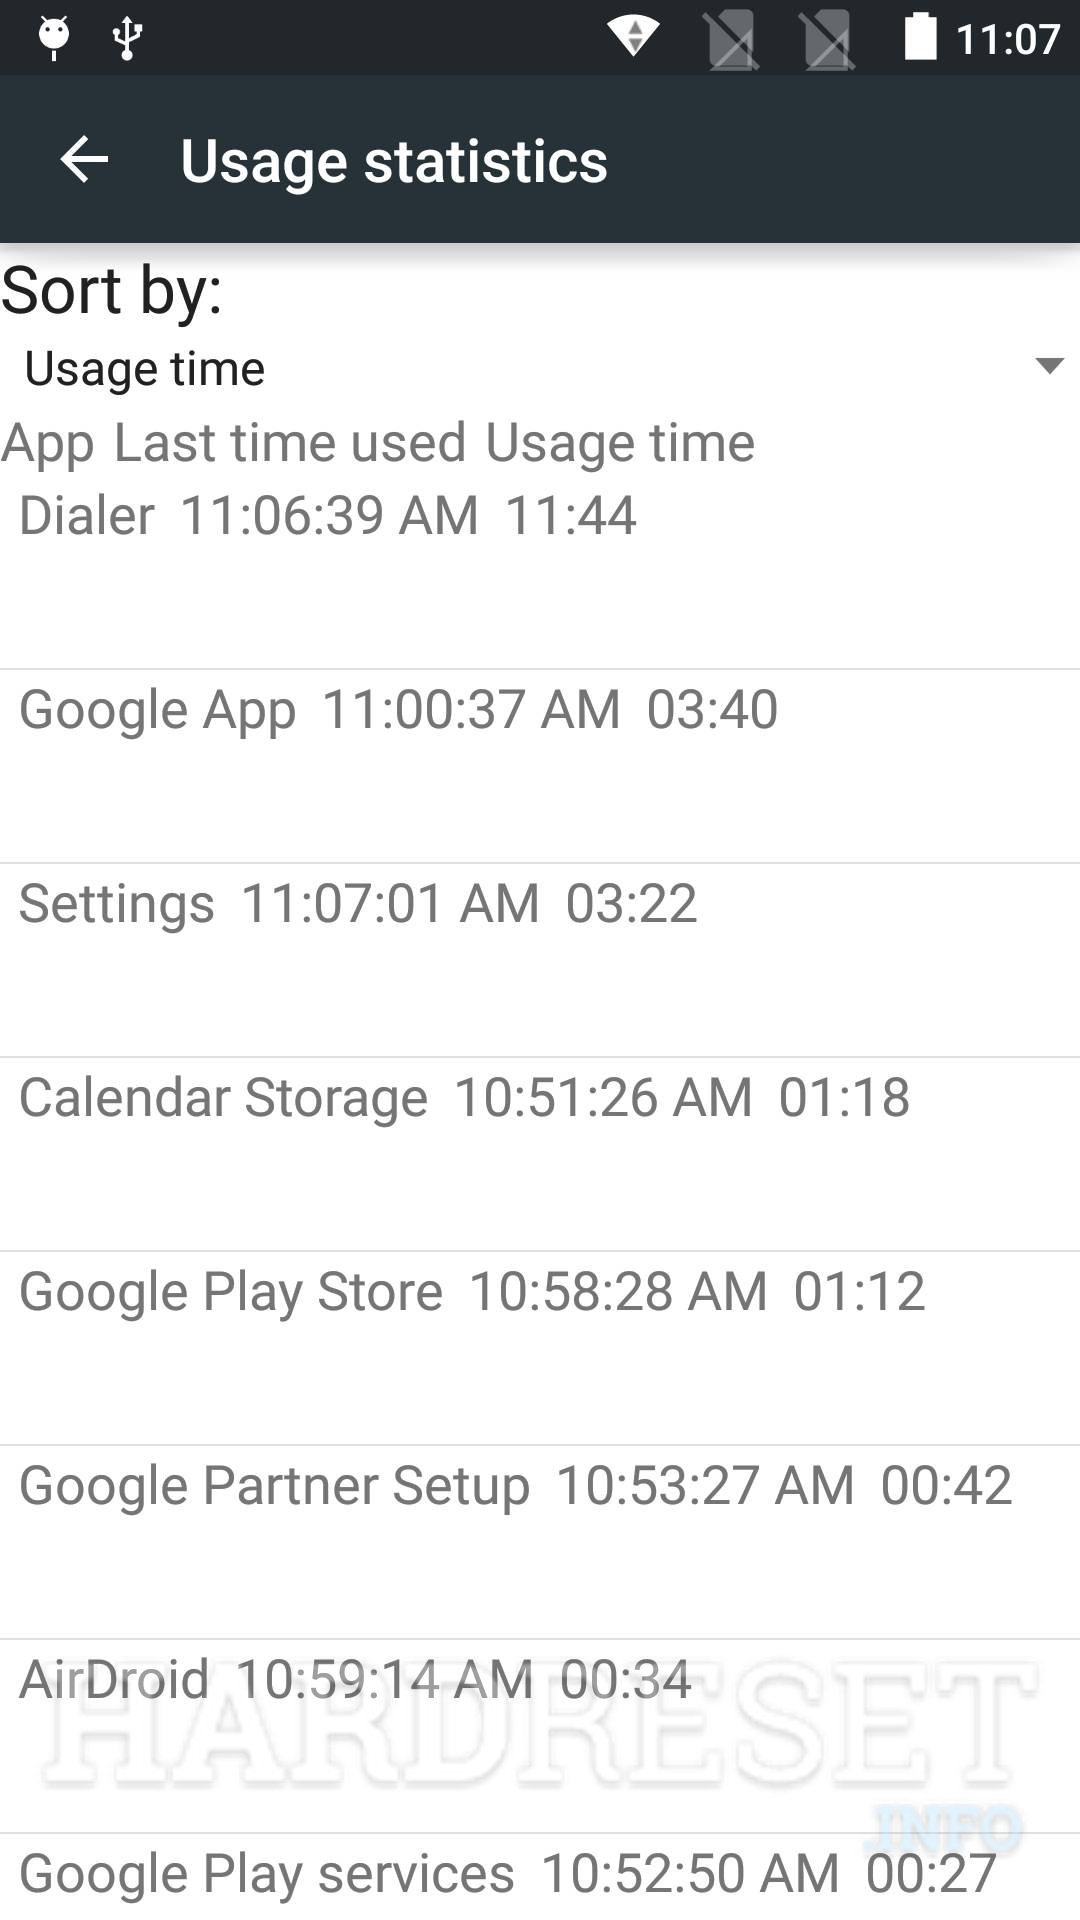 11:07
Usage statistics
Sort by:
Usage time
App Last time used Usage time
Dialer 11:06:39 AM 11:44
Google App 11:00:37 AM 03:40
Settings 11:07:01 AM 03:22
Calendar Storage 10:51:26 AM 01:18
Google Play Store 10:58:28 AM 01:12
Google Partner Setup 10:53:27 AM 00:42
AirDroid 10:59:14 AM 00:34
HARDRESET
.INFO
Google Play services 10:52:50 AM 00:27